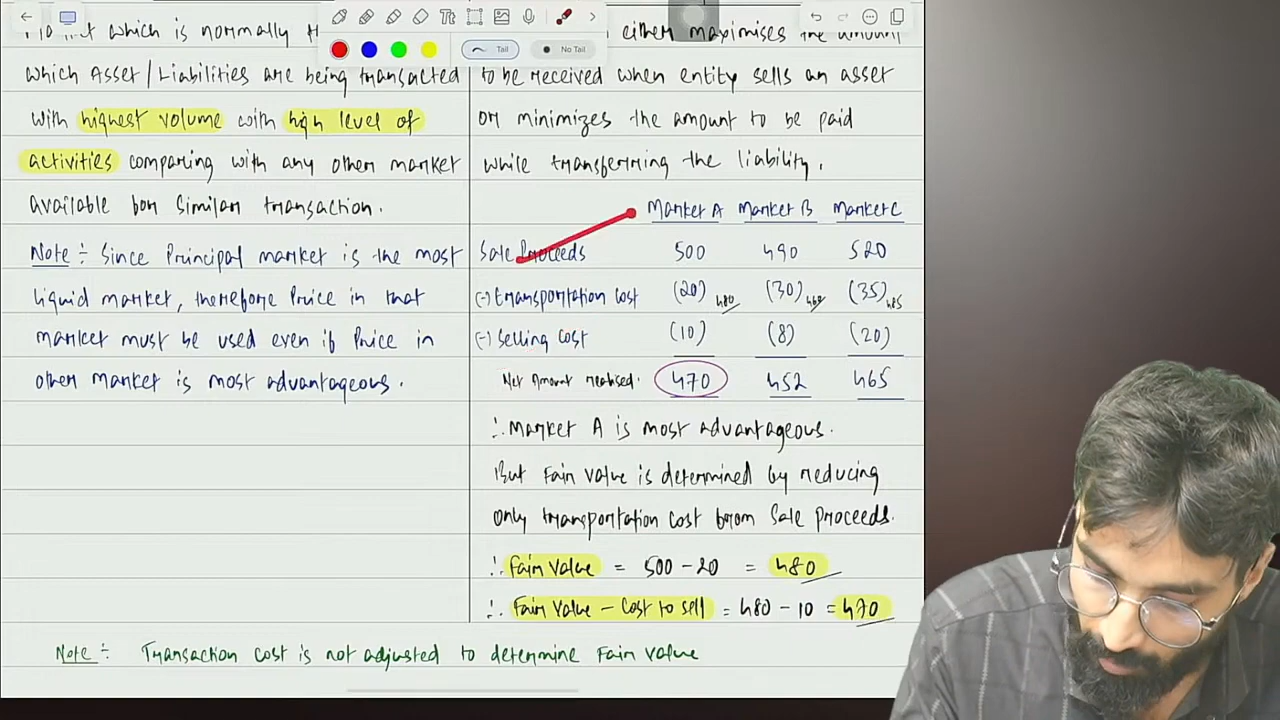 Tail
No Tail
which is normally
which Asset/Liabilities are being transacted
with highest volume with high level of
activities comparing with any other market
available for Similar transaction.
Note :- Since Principal market is the most
liquid market, therefore Price in that
market must be used even if Price in
other market is most advantageous.
either maximises the amount
to be received when entity sells an asset
or minimizes the amount to be paid
while transferring the liability.
Market A Market B Market C
Sale Proceeds 500 490 520
(-) transportation cost (20) 480 (30) 460 (35) 485
(-) Selling cost (10) (8) (20)
Net Amount realised. 470 452 465
∴ Market A is most advantageous.
But Fair value is determined by reducing
only transportation cost from Sale Proceeds.
∴ Fair Value = 500 - 20 = 480
∴ Fair Value - Cost to sell = 480 - 10 = 470
Note :- Transaction cost is not adjusted to determine Fair value